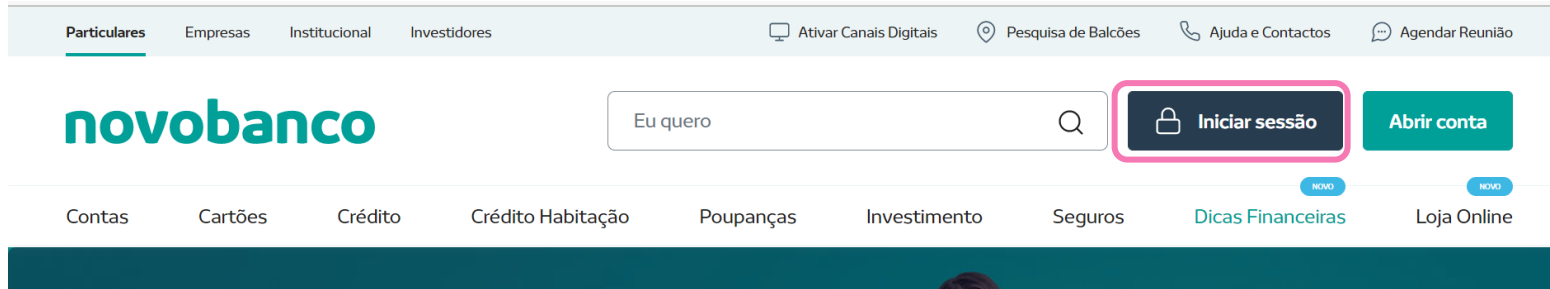 Particulares Empresas Institucional Investidores Ativar Canais Digitais Pesquisa de Balcões Ajuda e Contactos Agendar Reunião
novobanco Eu quero Iniciar sessão Abrir conta
NOVO NOVO
Contas Cartões Crédito Crédito Habitação Poupanças Investimento Seguros Dicas Financeiras Loja Online